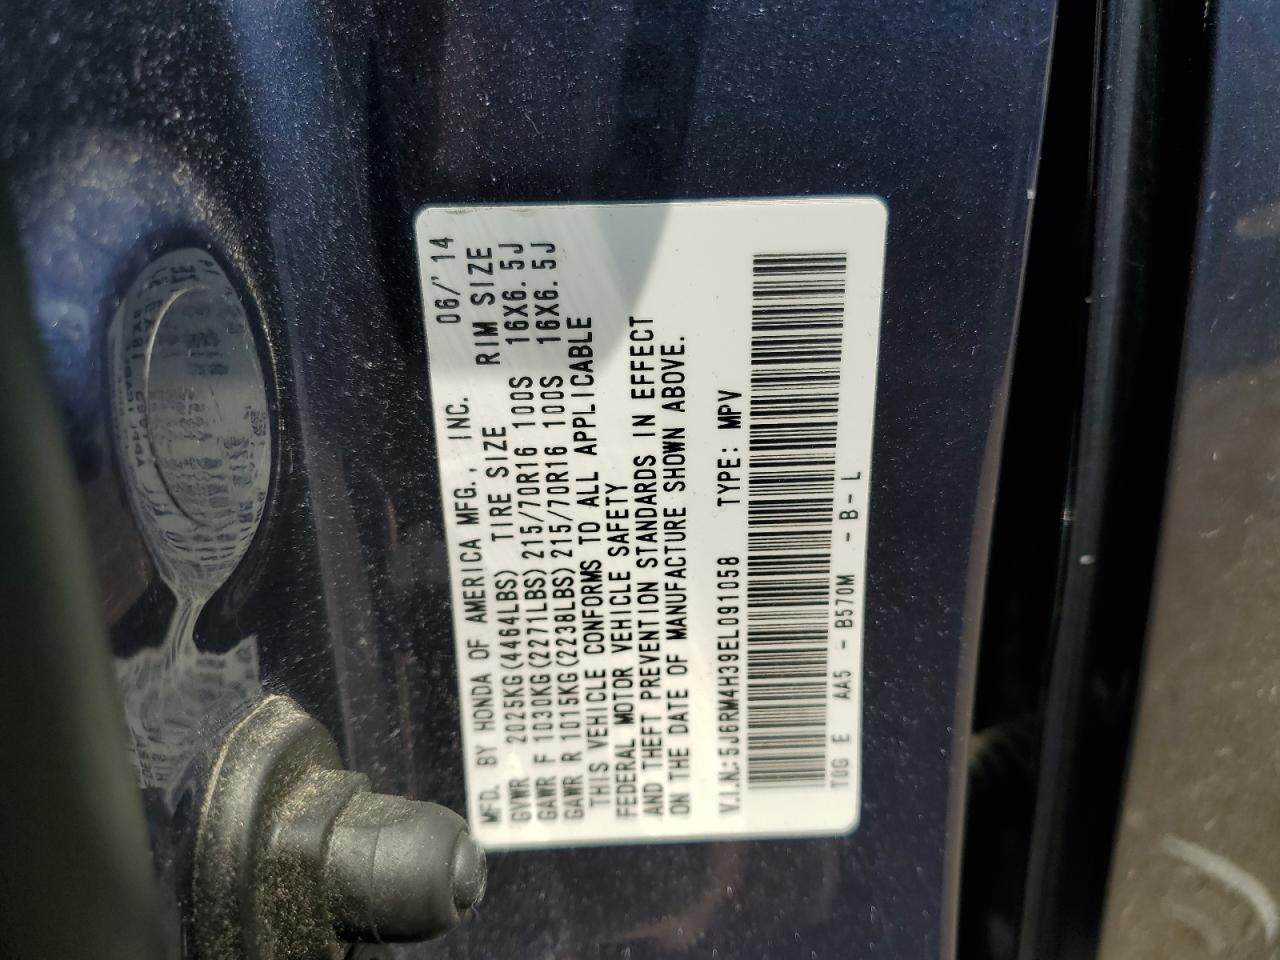 MFD. BY HONDA OF AMERICA MFG., INC. 06/'14
GVWR 2025KG(4464LBS) TIRE SIZE RIM SIZE
GAWR F 1030KG(2271LBS) 215/70R16 100S 16X6.5J
GAWR R 1015KG(2238LBS) 215/70R16 100S 16X6.5J
THIS VEHICLE CONFORMS TO ALL APPLICABLE
FEDERAL MOTOR VEHICLE SAFETY
AND THEFT PREVENTION STANDARDS IN EFFECT
ON THE DATE OF MANUFACTURE SHOWN ABOVE.
V.I.N.: 5J6RM4H39EL091058 TYPE: MPV
T0G E AA5 - B570M - B - L